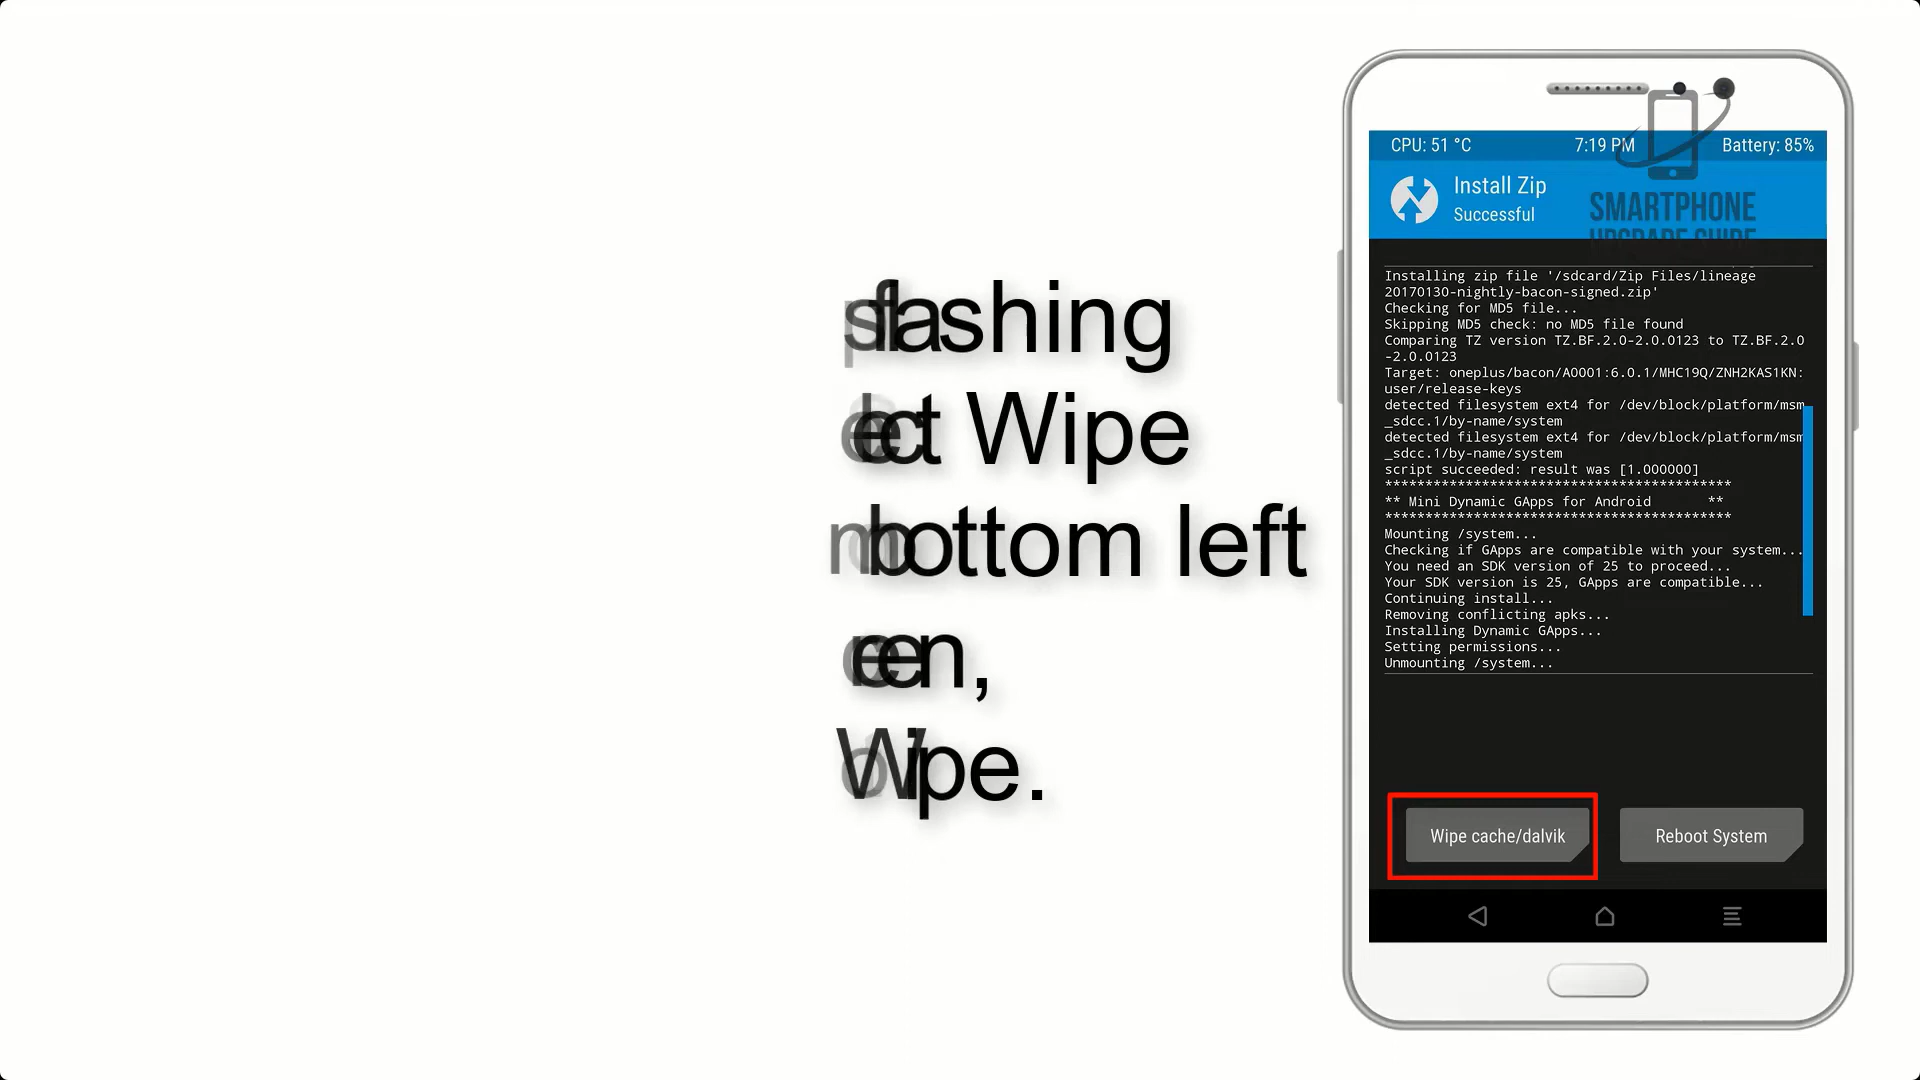 flashing
Wipe
bottom left
Wipe.
CPU: 51 °C 7:19 PM Battery: 85%
Install Zip
Successful
SMARTPHONE
UPGRADE GUIDE
Installing zip file '/sdcard/Zip Files/lineage
20170130-nightly-bacon-signed.zip'
Checking for MD5 file...
Skipping MD5 check: no MD5 file found
Comparing TZ version TZ.BF.2.0-2.0.0123 to TZ.BF.2.0
-2.0.0123
Target: oneplus/bacon/A0001:6.0.1/MHC19Q/ZNH2KAS1KN:
user/release-keys
detected filesystem ext4 for /dev/block/platform/msm
_sdcc.1/by-name/system
detected filesystem ext4 for /dev/block/platform/msm
_sdcc.1/by-name/system
script succeeded: result was [1.000000]
*******************************************
** Mini Dynamic GApps for Android **
*******************************************
Mounting /system...
Checking if GApps are compatible with your system...
You need an SDK version of 25 to proceed...
Your SDK version is 25, GApps are compatible...
Continuing install...
Removing conflicting apks...
Installing Dynamic GApps...
Setting permissions...
Unmounting /system...
Wipe cache/dalvik Reboot System